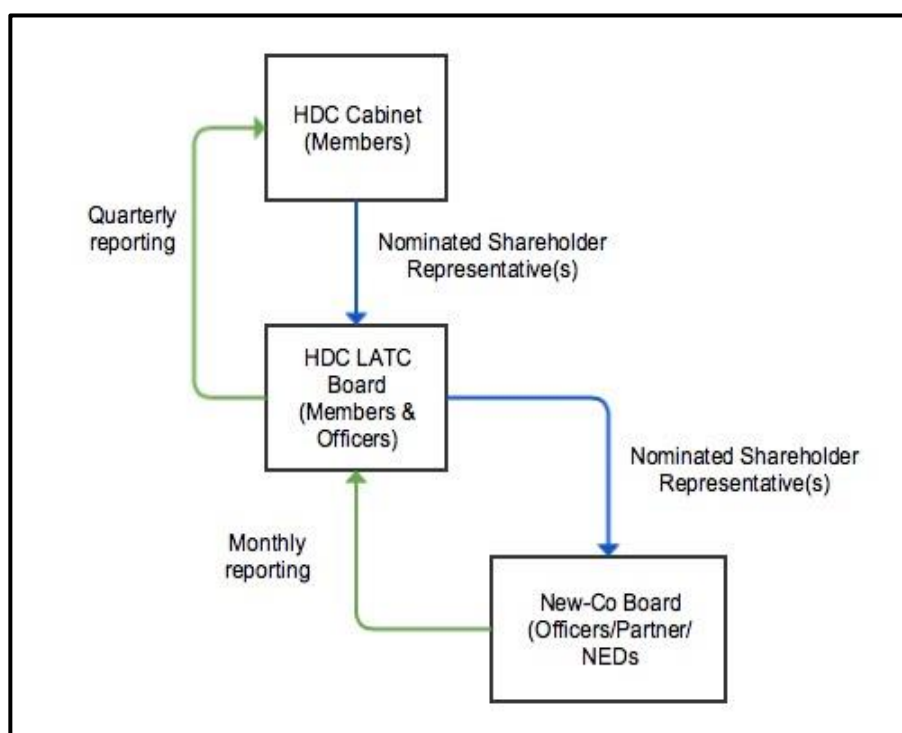 HDC Cabinet
(Members)
Quarterly
reporting
Nominated Shareholder
Representative(s)
HDC LATC
Board
(Members &
Officers)
Nominated Shareholder
Representative(s)
Monthly
reporting
New-Co Board
(Officers/Partner/
NEDs